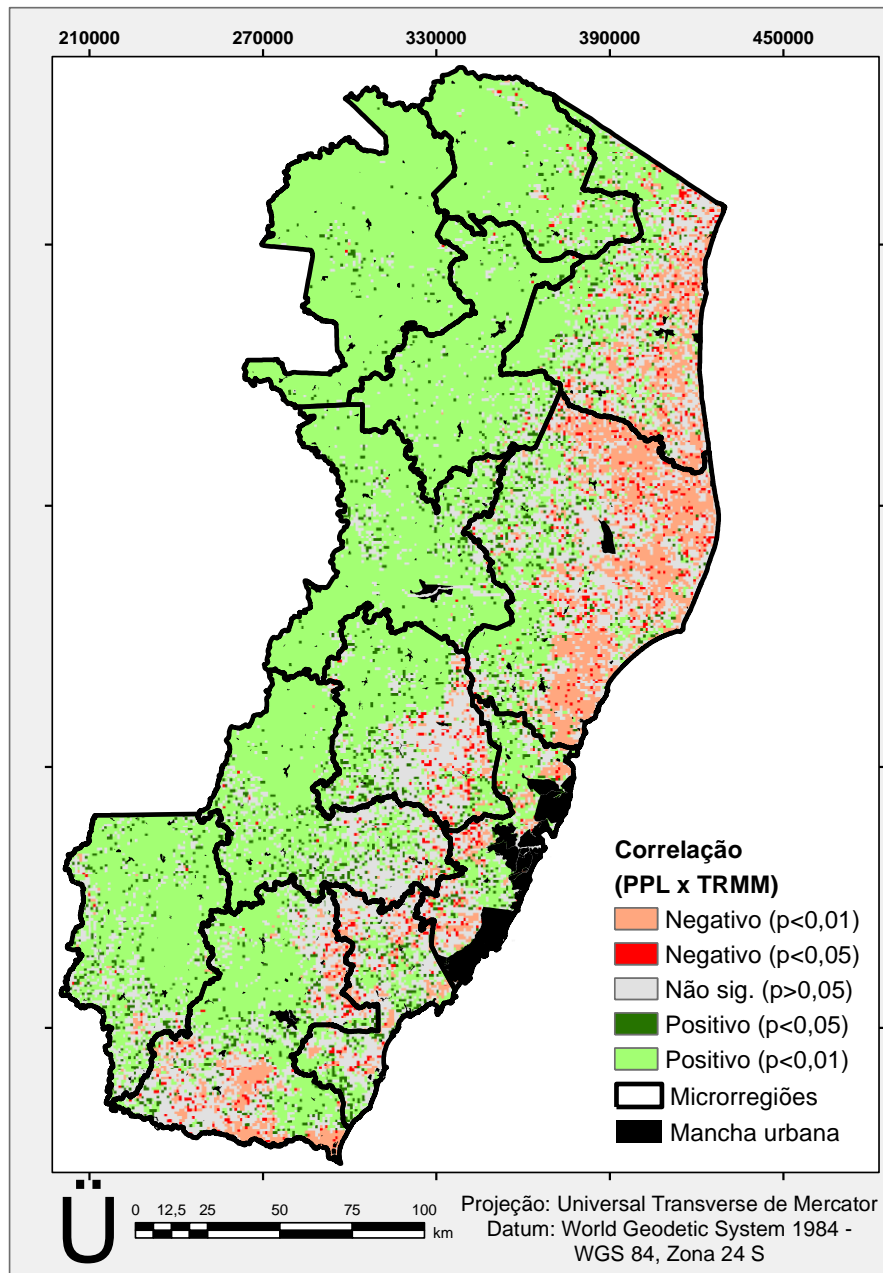 210000 270000 330000 390000 450000
Correlação
(PPL x TRMM)
Negativo (p<0,01)
Negativo (p<0,05)
Não sig. (p>0,05)
Positivo (p<0,05)
Positivo (p<0,01)
Microrregiões
Mancha urbana
Ü
0 12,5 25 50 75 100
km
Projeção: Universal Transverse de Mercator
Datum: World Geodetic System 1984 -
WGS 84, Zona 24 S